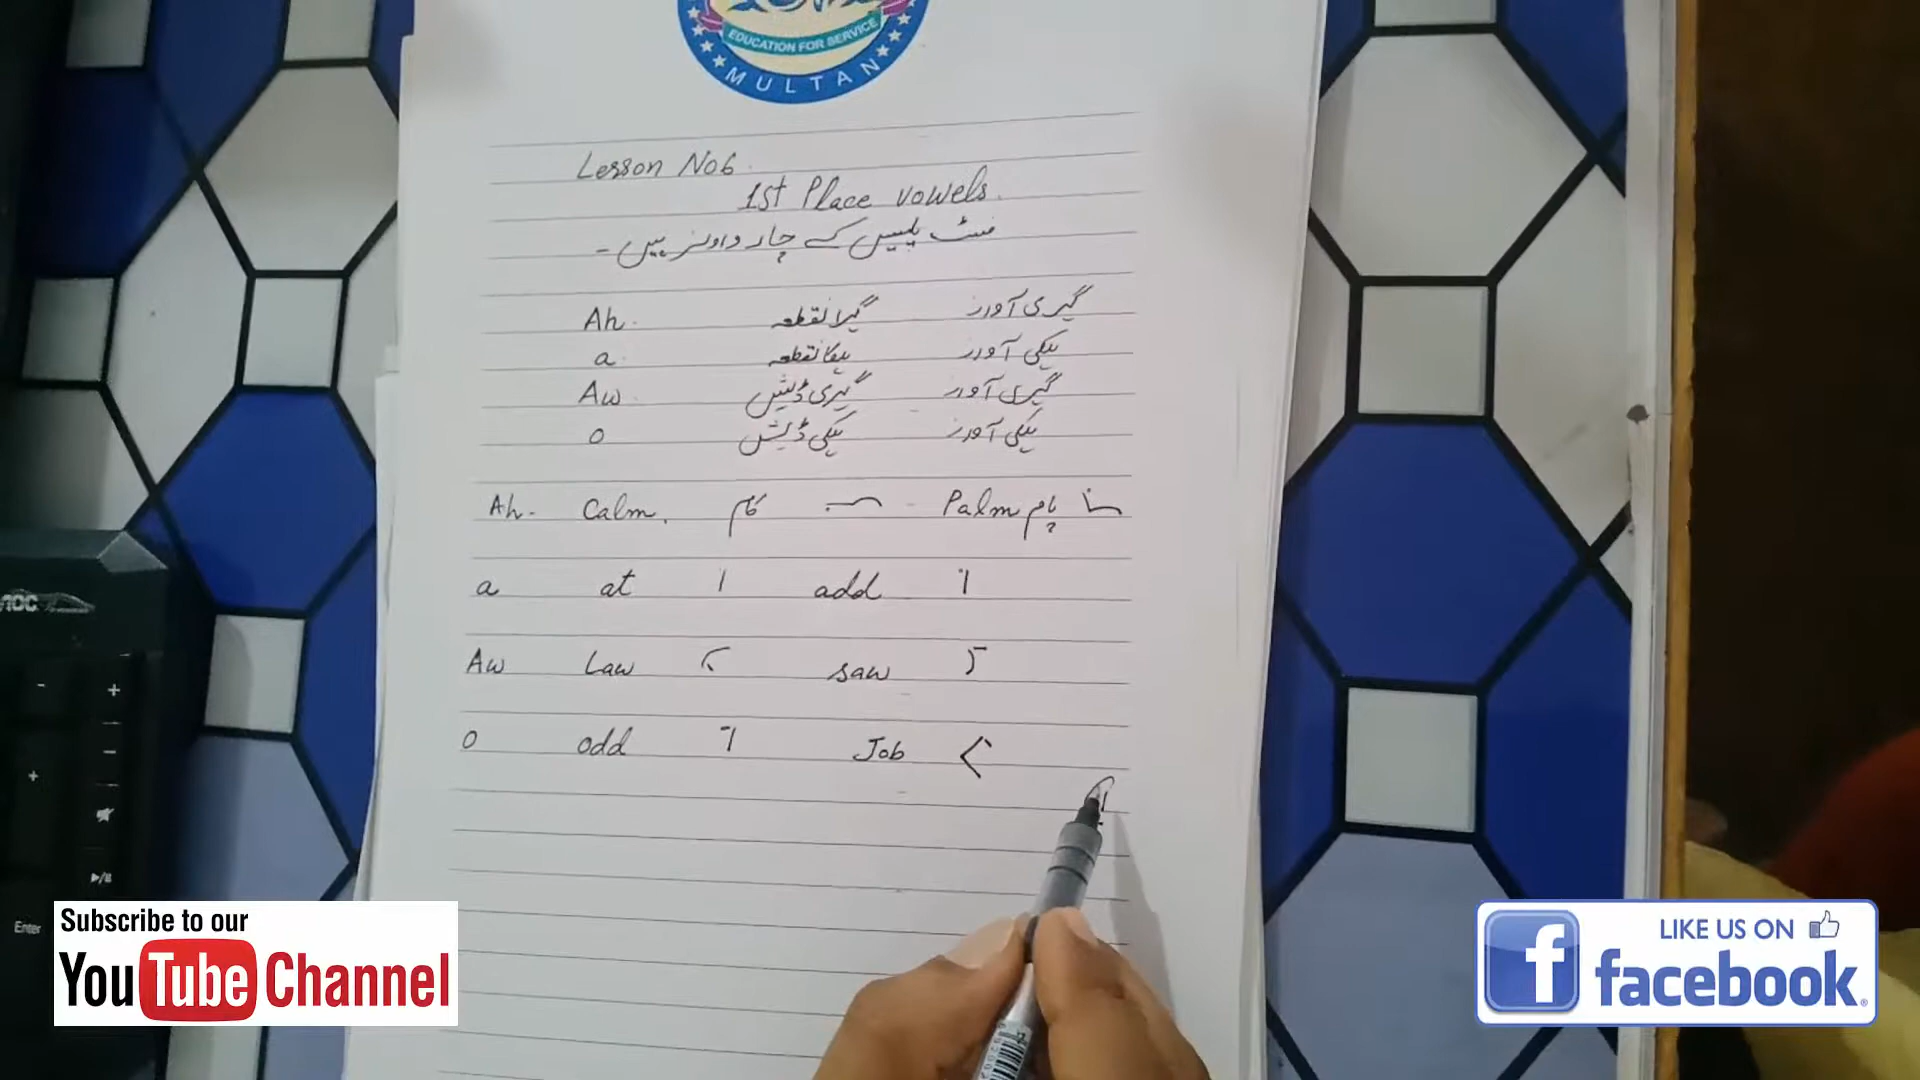 EDUCATION FOR SERVICE
MULTAN
Lesson No6.
1st Place vowels.
فسٹ پلیس کے چار واولز ہیں۔
Ah. گہرا نقطہ گہری آواز
a ہلکا نقطہ ہلکی آواز
Aw گہری ڈیش گہری آواز
o ہلکی ڈیش ہلکی آواز
Ah- Calm. کام Palm پام
a at add
Aw Law saw
o odd Job
AOC
Enter
Subscribe to our
YouTube Channel
LIKE US ON
facebook